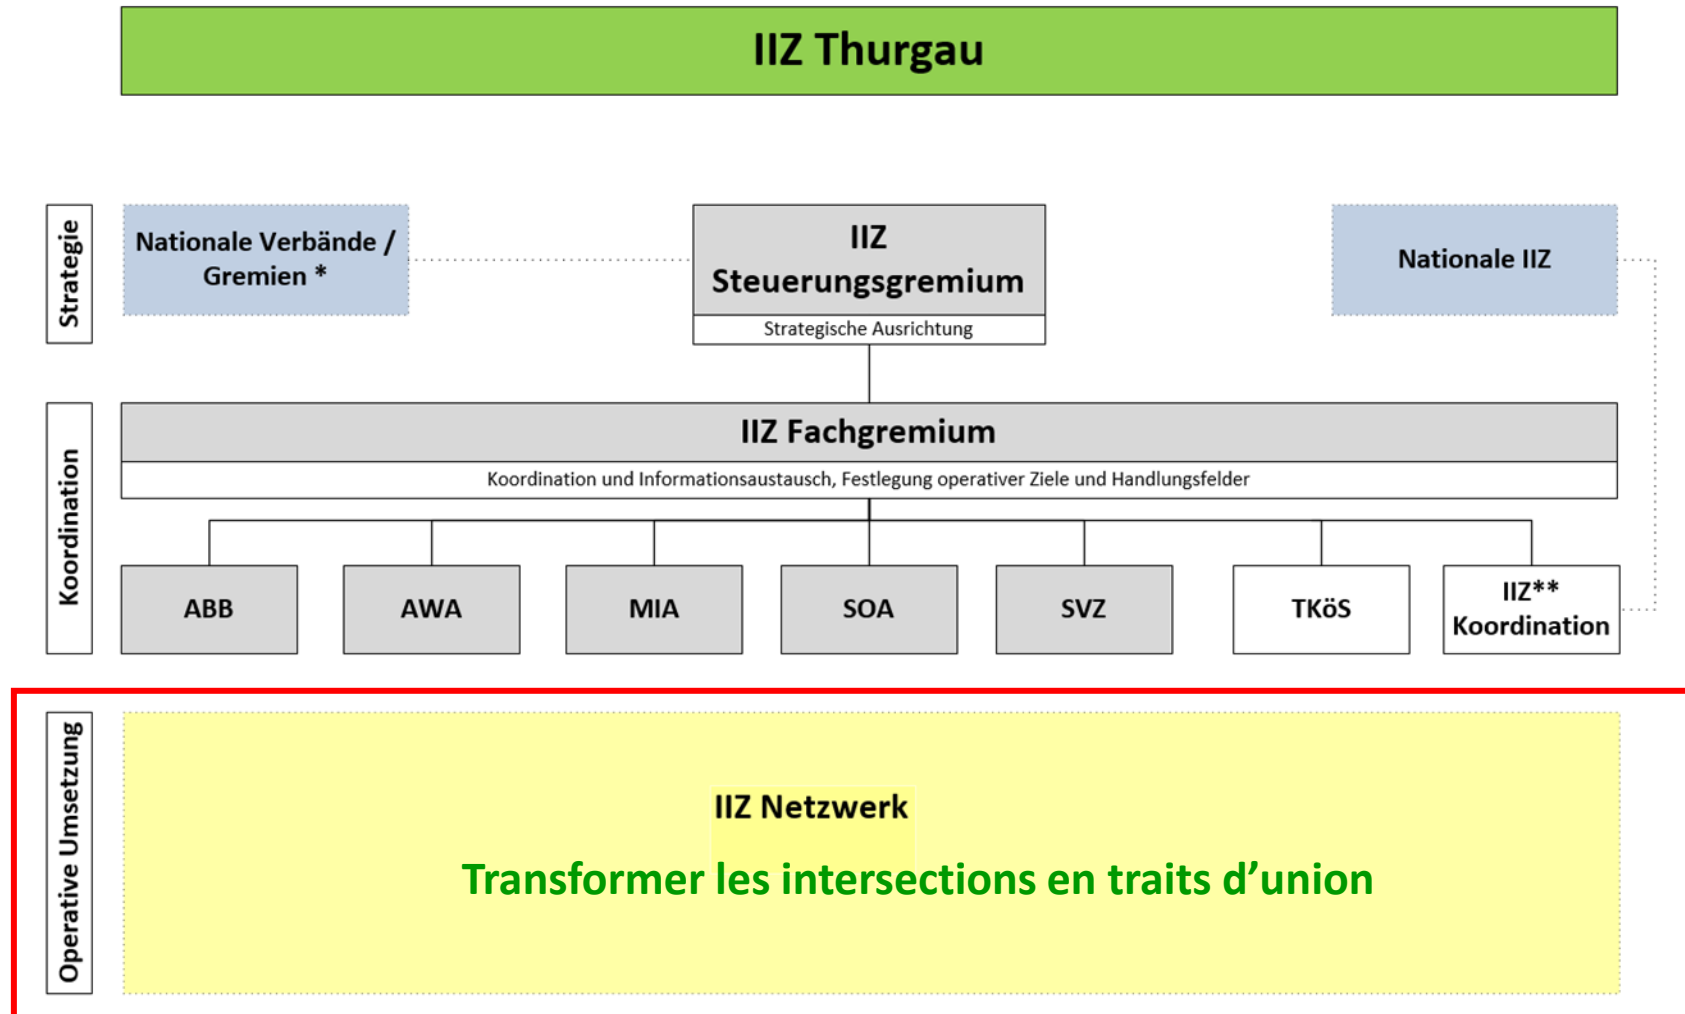 IIZ Thurgau
Strategie
Nationale Verbände /
Gremien *
IIZ
Steuerungsgremium
Strategische Ausrichtung
Nationale IIZ
Koordination
IIZ Fachgremium
Koordination und Informationsaustausch, Festlegung operativer Ziele und Handlungsfelder
ABB
AWA
MIA
SOA
SVZ
TKöS
IIZ**
Koordination
Operative Umsetzung
IIZ Netzwerk
Transformer les intersections en traits d’union